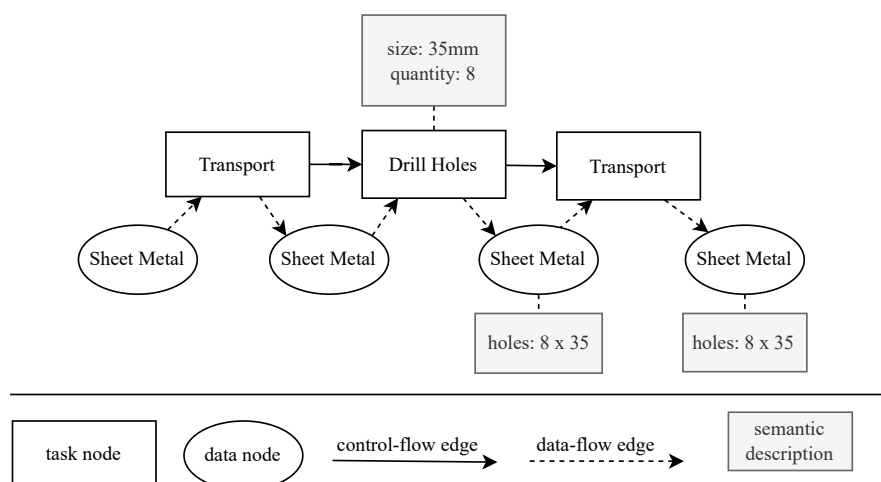 size: 35mm
quantity: 8
Transport
Drill Holes
Transport
Sheet Metal
Sheet Metal
Sheet Metal
Sheet Metal
holes: 8 x 35
holes: 8 x 35
task node
data node
control-flow edge
data-flow edge
semantic
description